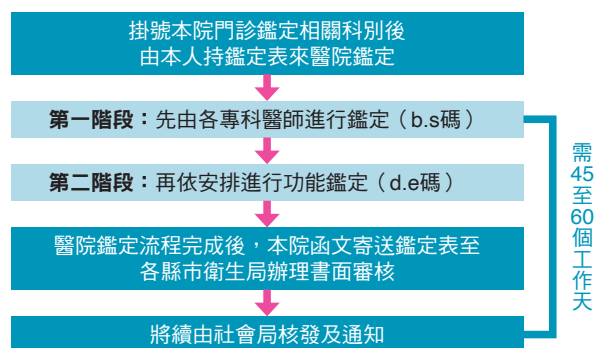 掛號本院門診鑑定相關科別後
由本人持鑑定表來醫院鑑定
第一階段：先由各專科醫師進行鑑定（b.s碼）
第二階段：再依安排進行功能鑑定（d.e碼）
醫院鑑定流程完成後，本院函文寄送鑑定表至
各縣市衛生局辦理書面審核
將續由社會局核發及通知
需45至60個工作天